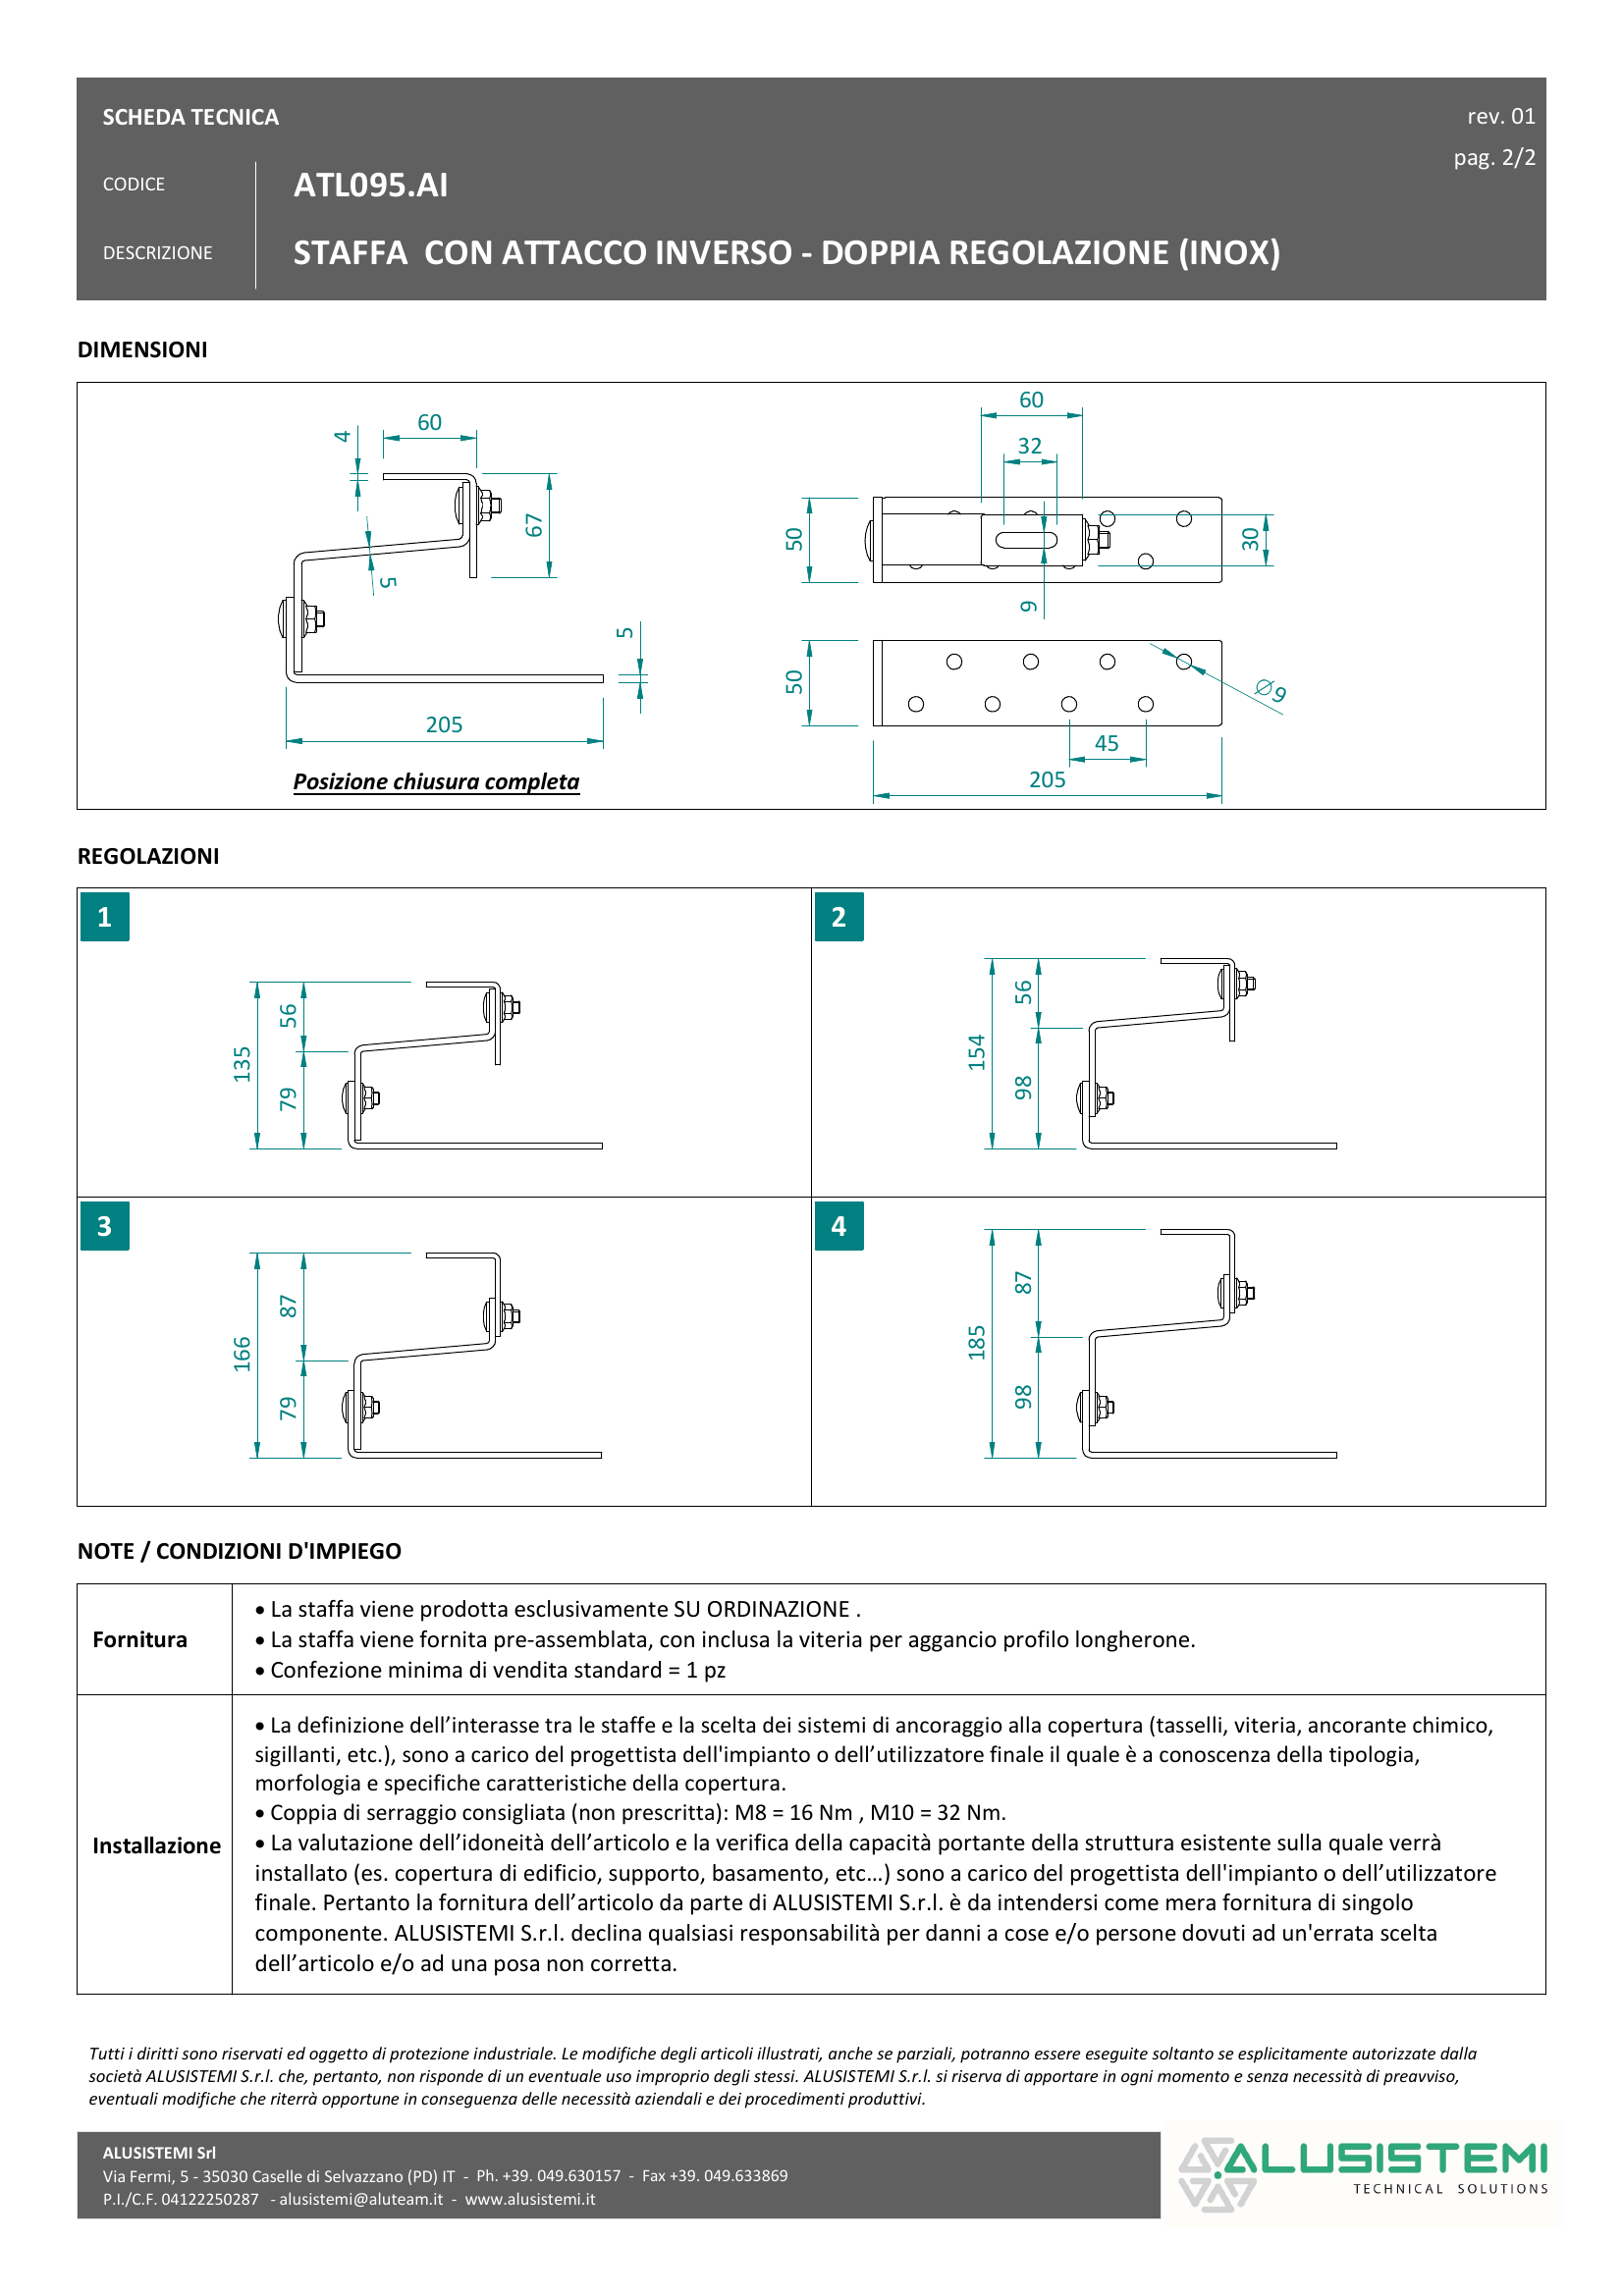 SCHEDA TECNICA
rev. 01
pag. 2/2
CODICE
ATL095.AI
DESCRIZIONE
STAFFA  CON ATTACCO INVERSO - DOPPIA REGOLAZIONE (INOX)
DIMENSIONI
60
4
67
5
5
205
Posizione chiusura completa
60
32
50
30
9
50
Ø9
45
205
REGOLAZIONI
1
56
135
79
2
56
154
98
3
87
166
79
4
87
185
98
NOTE / CONDIZIONI D'IMPIEGO
Fornitura
• La staffa viene prodotta esclusivamente SU ORDINAZIONE .
• La staffa viene fornita pre-assemblata, con inclusa la viteria per aggancio profilo longherone.
• Confezione minima di vendita standard = 1 pz
Installazione
• La definizione dell’interasse tra le staffe e la scelta dei sistemi di ancoraggio alla copertura (tasselli, viteria, ancorante chimico,
sigillanti, etc.), sono a carico del progettista dell'impianto o dell’utilizzatore finale il quale è a conoscenza della tipologia,
morfologia e specifiche caratteristiche della copertura.
• Coppia di serraggio consigliata (non prescritta): M8 = 16 Nm , M10 = 32 Nm.
• La valutazione dell’idoneità dell’articolo e la verifica della capacità portante della struttura esistente sulla quale verrà
installato (es. copertura di edificio, supporto, basamento, etc…) sono a carico del progettista dell'impianto o dell’utilizzatore
finale. Pertanto la fornitura dell’articolo da parte di ALUSISTEMI S.r.l. è da intendersi come mera fornitura di singolo
componente. ALUSISTEMI S.r.l. declina qualsiasi responsabilità per danni a cose e/o persone dovuti ad un'errata scelta
dell’articolo e/o ad una posa non corretta.
Tutti i diritti sono riservati ed oggetto di protezione industriale. Le modifiche degli articoli illustrati, anche se parziali, potranno essere eseguite soltanto se esplicitamente autorizzate dalla
società ALUSISTEMI S.r.l. che, pertanto, non risponde di un eventuale uso improprio degli stessi. ALUSISTEMI S.r.l. si riserva di apportare in ogni momento e senza necessità di preavviso,
eventuali modifiche che riterrà opportune in conseguenza delle necessità aziendali e dei procedimenti produttivi.
ALUSISTEMI Srl
Via Fermi, 5 - 35030 Caselle di Selvazzano (PD) IT  -  Ph. +39. 049.630157  -  Fax +39. 049.633869
P.I./C.F. 04122250287   - alusistemi@aluteam.it  -  www.alusistemi.it
ALUSISTEMI
TECHNICAL SOLUTIONS